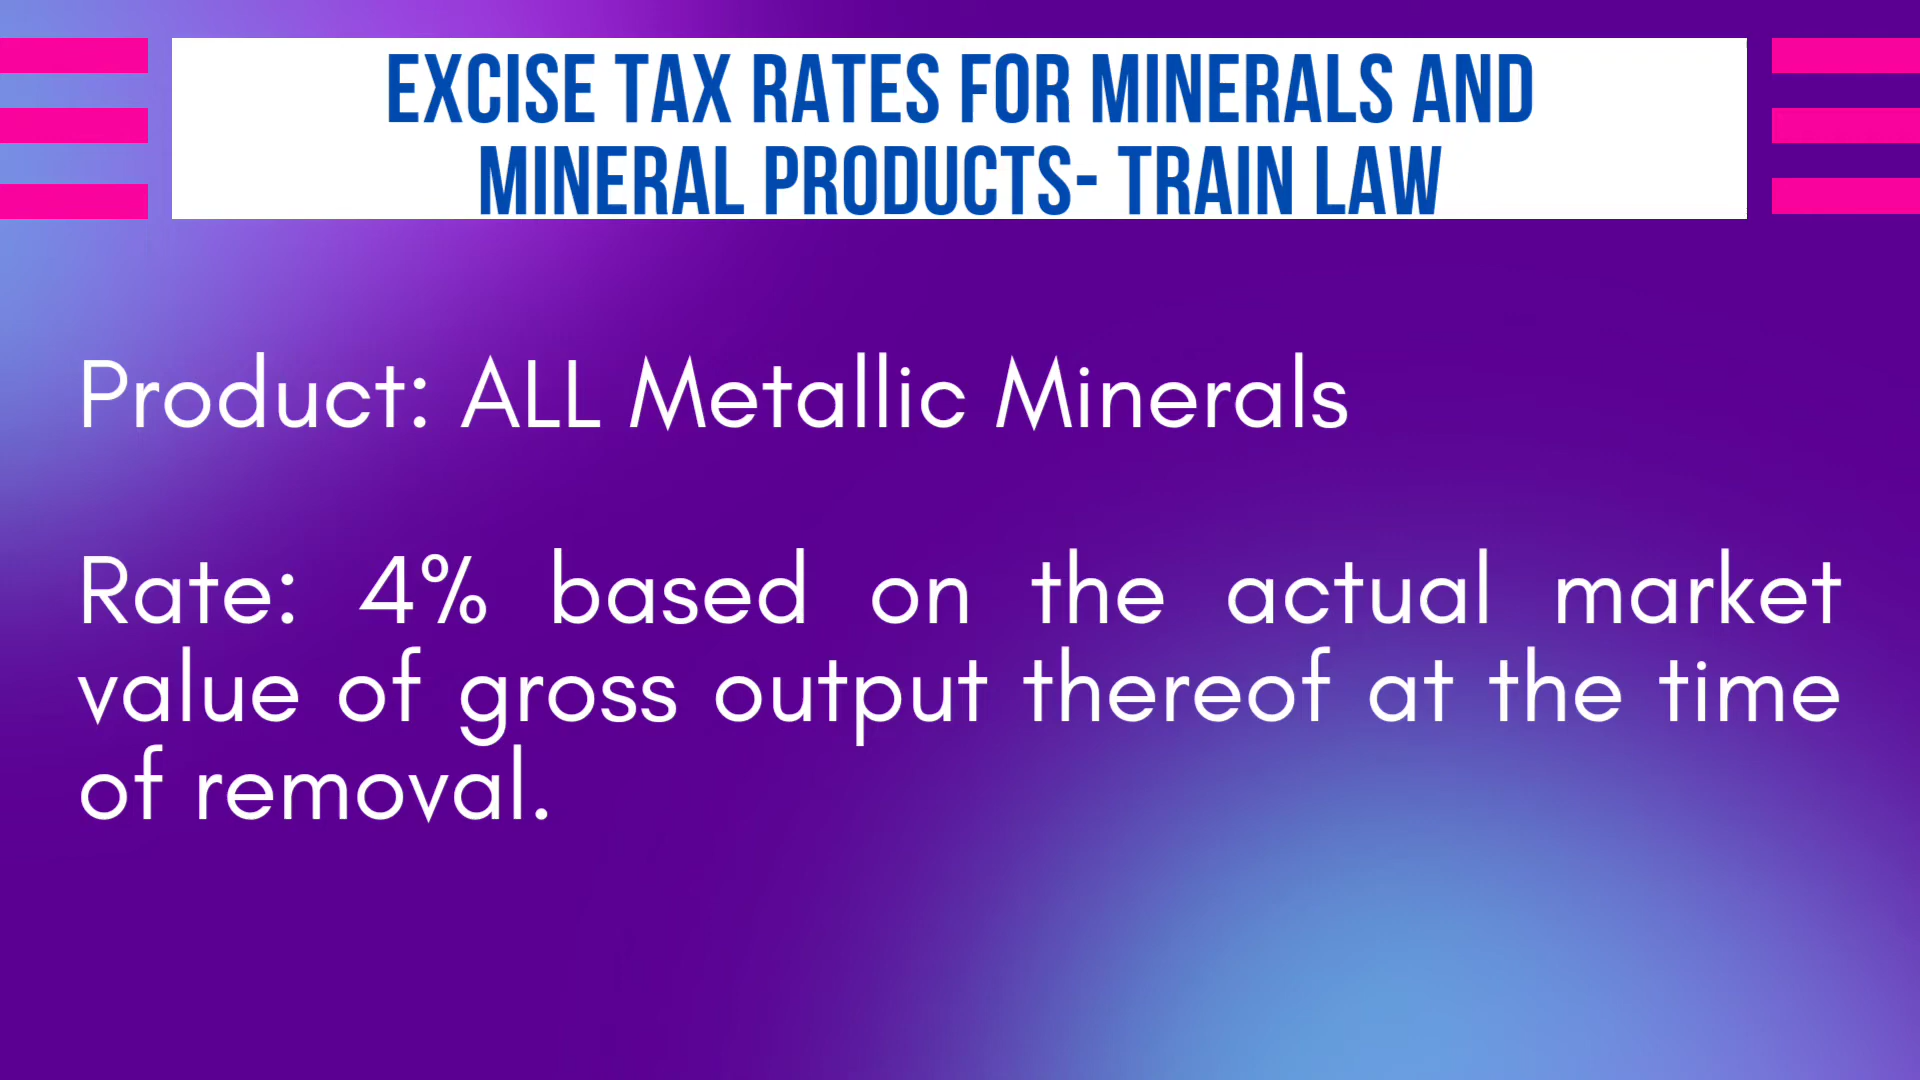 EXCISE TAX RATES FOR MINERALS AND
MINERAL PRODUCTS- TRAIN LAW
Product: ALL Metallic Minerals
Rate: 4% based on the actual market
value of gross output thereof at the time
of removal.